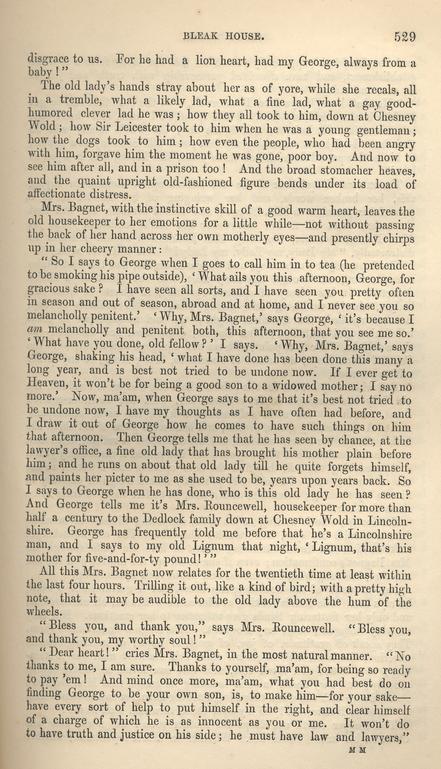 BLEAK HOUSE. 529
disgrace to us. For he had a lion heart, had my George, always from a
baby!"
The old lady's hands stray about her as of yore, while she recals, all
in a tremble, what a likely lad, what a fine lad, what a gay good-
humored clever lad he was; how they all took to him, down at Chesney
Wold; how Sir Leicester took to him when he was a young gentleman;
how the dogs took to him; how even the people, who had been angry
with him, forgave him the moment he was gone, poor boy. And now to
see him after all, and in a prison too! And the broad stomacher heaves,
and the quaint upright old-fashioned figure bends under its load of
affectionate distress.
Mrs. Bagnet, with the instinctive skill of a good warm heart, leaves the
old housekeeper to her emotions for a little while—not without passing
the back of her hand across her own motherly eyes—and presently chirps
up in her cheery manner:
"So I says to George when I goes to call him in to tea (he pretended
to be smoking his pipe outside), 'What ails you this afternoon, George, for
gracious sake? I have seen all sorts, and I have seen you pretty often
in season and out of season, abroad and at home, and I never see you so
melancholly penitent.' 'Why, Mrs. Bagnet,' says George, 'it's because I
am melancholly and penitent both, this afternoon, that you see me so.'
'What have you done, old fellow?' I says. 'Why, Mrs. Bagnet,' says
George, shaking his head, 'what I have done has been done this many a
long year, and is best not tried to be undone now. If I ever get to
Heaven, it won't be for being a good son to a widowed mother; I say no
more.' Now, ma'am, when George says to me that it's best not tried to
be undone now, I have my thoughts as I have often had before, and
I draw it out of George how he comes to have such things on him
that afternoon. Then George tells me that he has seen by chance, at the
lawyer's office, a fine old lady that has brought his mother plain before
him; and he runs on about that old lady till he quite forgets himself,
and paints her picter to me as she used to be, years upon years back. So
I says to George when he has done, who is this old lady he has seen?
And George tells me it's Mrs. Rouncewell, housekeeper for more than
half a century to the Dedlock family down at Chesney Wold in Lincoln-
shire. George has frequently told me before that he's a Lincolnshire
man, and I says to my old Lignum that night, 'Lignum, that's his
mother for five-and-for-ty pound!'"
All this Mrs. Bagnet now relates for the twentieth time at least within
the last four hours. Trilling it out, like a kind of bird; with a pretty high
note, that it may be audible to the old lady above the hum of the
wheels.
"Bless you, and thank you," says Mrs. Rouncewell. "Bless you,
and thank you, my worthy soul!"
"Dear heart!" cries Mrs. Bagnet, in the most natural manner. "No
thanks to me, I am sure. Thanks to yourself, ma'am, for being so ready
to pay 'em! And mind once more, ma'am, what you had best do on
finding George to be your own son, is, to make him—for your sake—
have every sort of help to put himself in the right, and clear himself
of a charge of which he is as innocent as you or me. It won't do
to have truth and justice on his side; he must have law and lawyers,"
M M